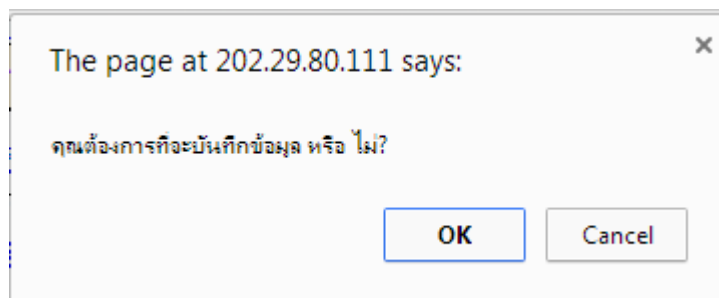 The page at 202.29.80.111 says:
คุณต้องการที่จะบันทึกข้อมูล หรือ ไม่?
OK Cancel